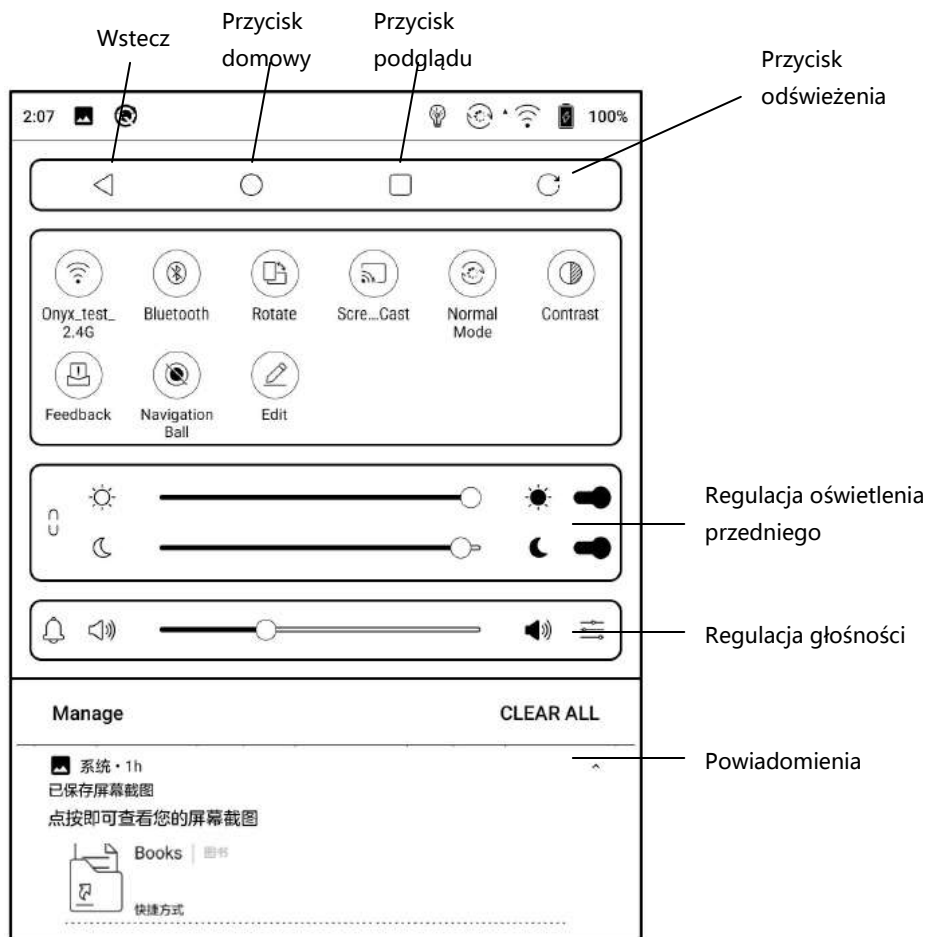 Wstecz
Przycisk
domowy
Przycisk
podglądu
Przycisk
odświeżenia
2:07
100%
Onyx_test_
2.4G
Bluetooth
Rotate
Scre...Cast
Normal
Mode
Contrast
Feedback
Navigation
Ball
Edit
Regulacja oświetlenia
przedniego
Regulacja głośności
Manage
CLEAR ALL
Powiadomienia
系统 • 1h
已保存屏幕截图
点按即可查看您的屏幕截图
Books | 图书
快捷方式